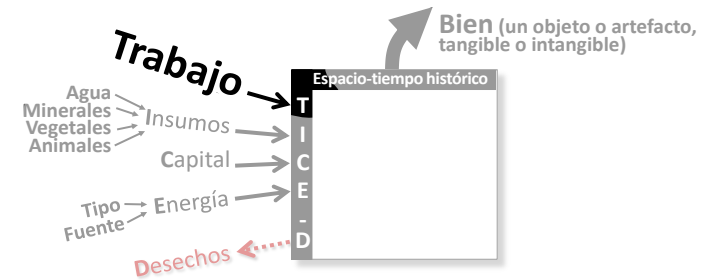 Bien (un objeto o artefacto,
tangible o intangible)
Trabajo
Espacio-tiempo histórico
Agua
Minerales
Vegetales
Animales
Insumos
Capital
Tipo
Fuente
Energía
Desechos
T
I
C
E
-
D